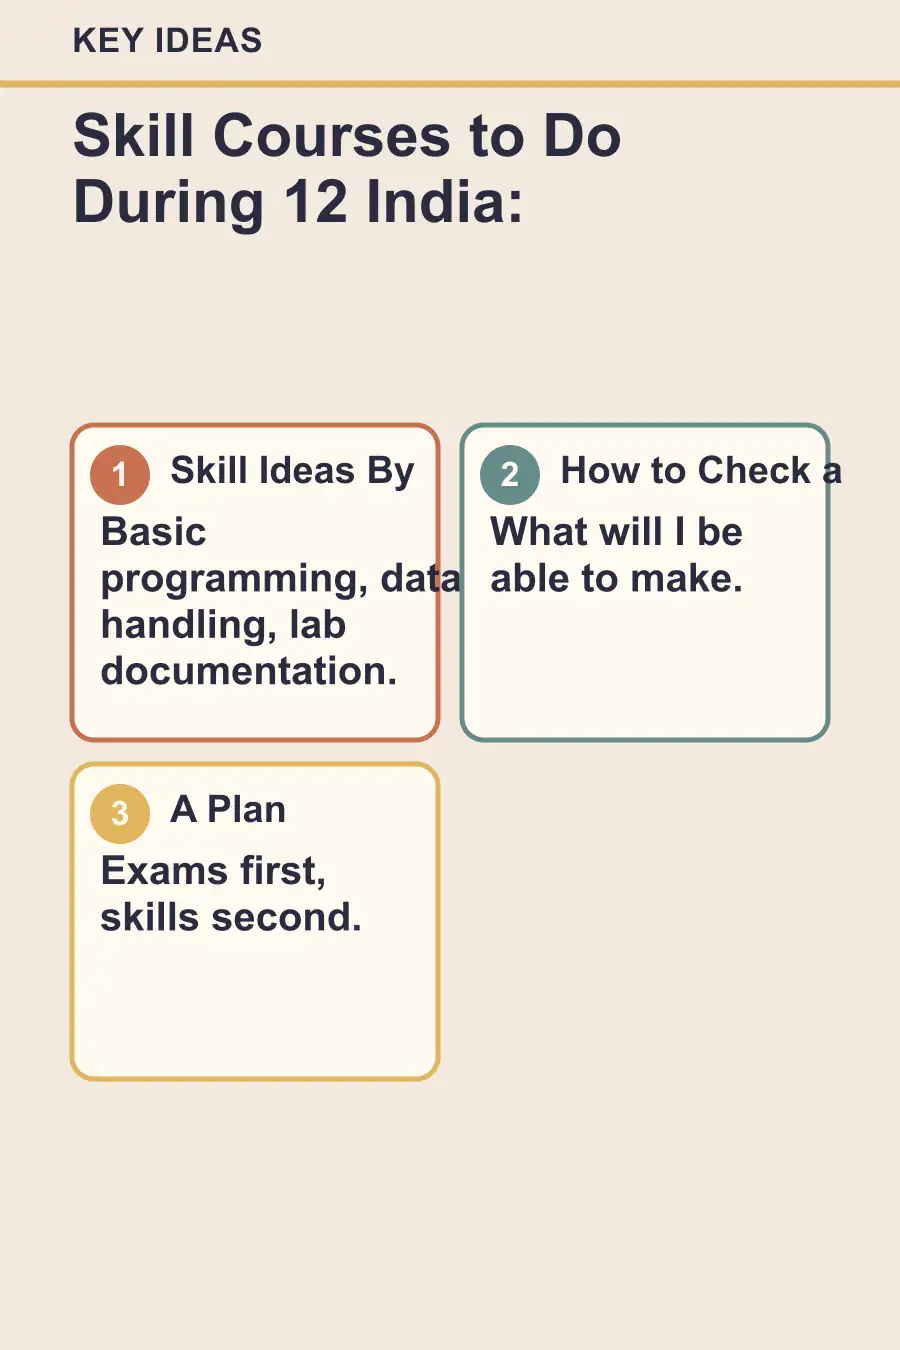 KEY IDEAS
Skill Courses to Do
During 12 India:
1 Skill Ideas By
Basic
programming, data
handling, lab
documentation.
2 How to Check a
What will I be
able to make.
3 A Plan
Exams first,
skills second.